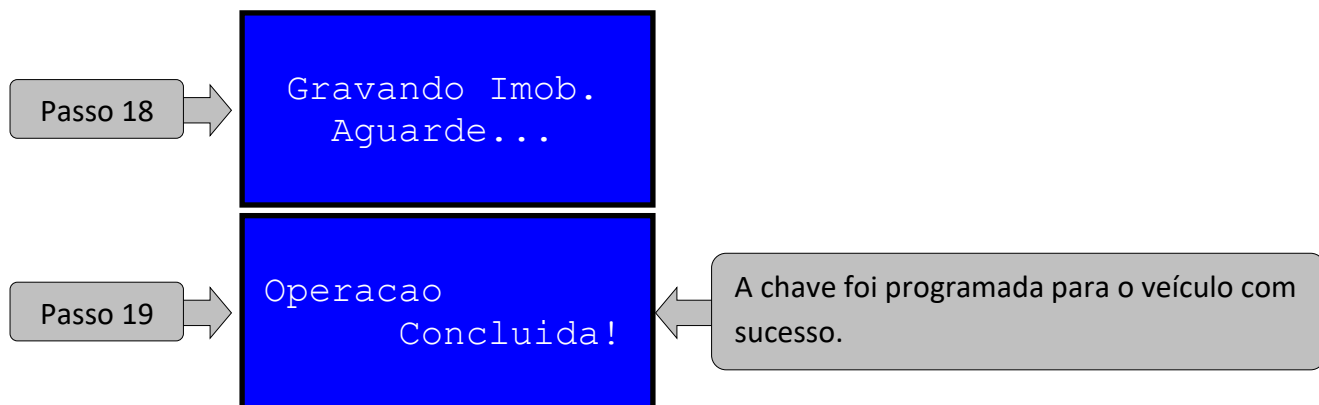 Passo 18
Gravando Imob.
Aguarde...
Passo 19
Operacao
Concluida!
A chave foi programada para o veículo com
sucesso.